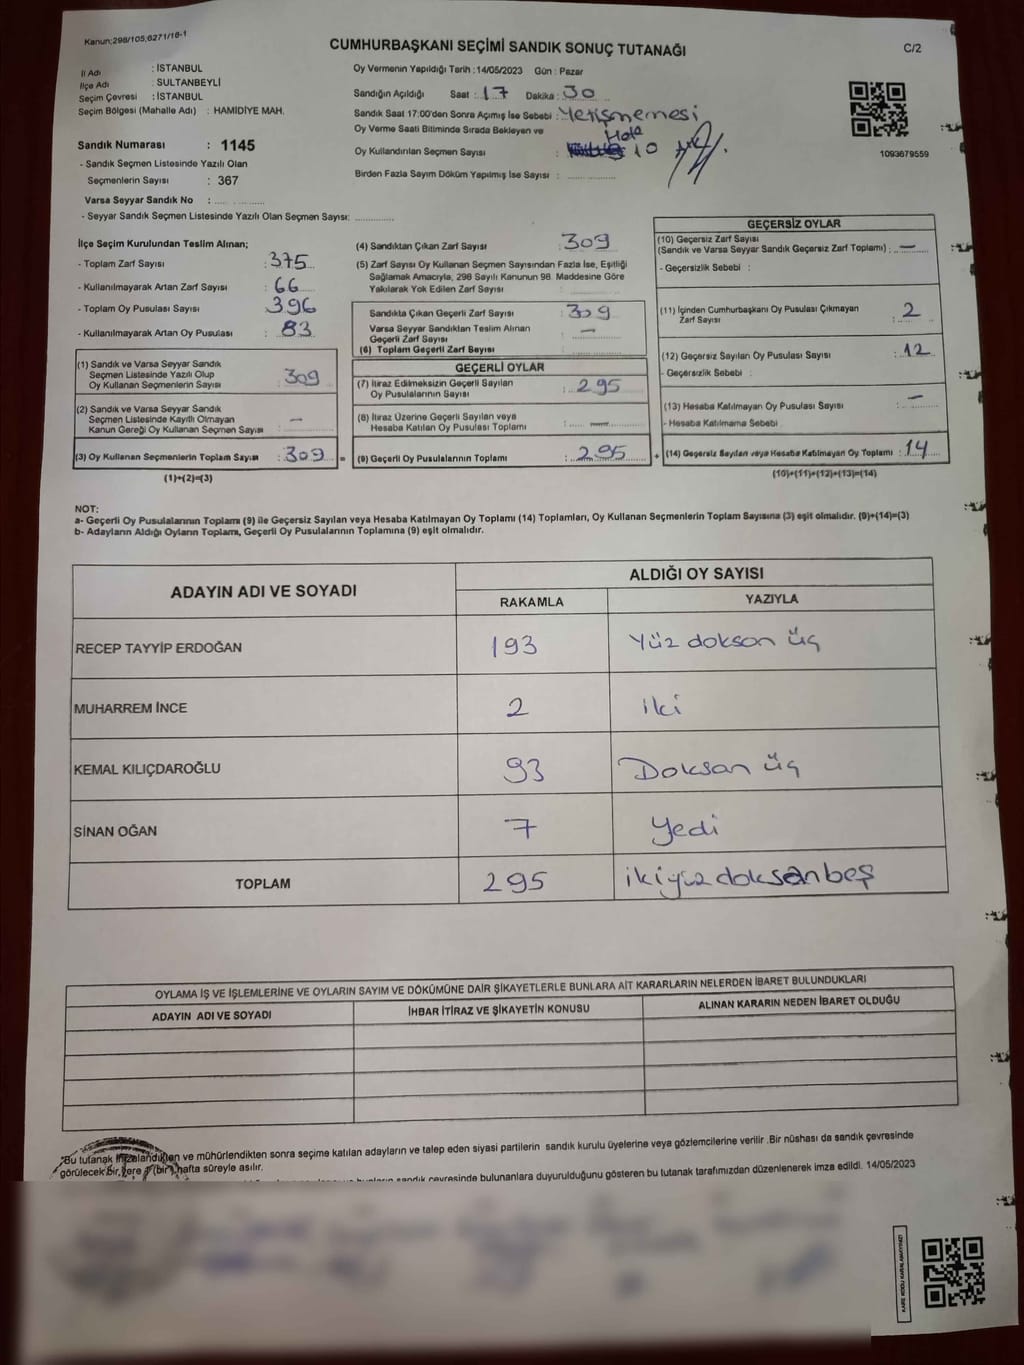 Kanun:298/105,6271/16-1
CUMHURBAŞKANI SEÇİMİ SANDIK SONUÇ TUTANAĞI
C/2
İl Adı : İSTANBUL
İlçe Adı : SULTANBEYLİ
Seçim Çevresi : İSTANBUL
Seçim Bölgesi (Mahalle Adı) : HAMİDİYE MAH.
Sandık Numarası : 1145
- Sandık Seçmen Listesinde Yazılı Olan
Seçmenlerin Sayısı : 367
Varsa Seyyar Sandık No :
- Seyyar Sandık Seçmen Listesinde Yazılı Olan Seçmen Sayısı:
Oy Vermenin Yapıldığı Tarih : 14/05/2023 Gün : Pazar
Sandığın Açıldığı Saat : 17 Dakika : 30
Sandık Saat 17:00'den Sonra Açımış İse Sebebi : Yetişmemesi
Oy Verme Saati Bitiminde Sırada Bekleyen ve
Oy Kullandırılan Seçmen Sayısı : 10
Birden Fazla Sayım Döküm Yapılmış İse Sayısı :
1093679559
İlçe Seçim Kurulundan Teslim Alınan;
- Toplam Zarf Sayısı : 375
- Kullanılmayarak Artan Zarf Sayısı : 66
- Toplam Oy Pusulası Sayısı : 396
- Kullanılmayarak Artan Oy Pusulası : 83
(1) Sandık ve Varsa Seyyar Sandık
Seçmen Listesinde Yazılı Olup
Oy Kullanan Seçmenlerin Sayısı : 309
(2) Sandık ve Varsa Seyyar Sandık
Seçmen Listesinde Kayıtlı Olmayan
Kanun Gereği Oy Kullanan Seçmen Sayısı : –
(3) Oy Kullanan Seçmenlerin Toplam Sayısı : 309 =
(1)+(2)=(3)
(4) Sandıktan Çıkan Zarf Sayısı : 309
(5) Zarf Sayısı Oy Kullanan Seçmen Sayısından Fazla İse, Eşitliği
Sağlamak Amacıyla, 298 Sayılı Kanunun 98. Maddesine Göre
Yakılarak Yok Edilen Zarf Sayısı :
Sandıkta Çıkan Geçerli Zarf Sayısı : 309
Varsa Seyyar Sandıktan Teslim Alınan
Geçerli Zarf Sayısı : –
(6) Toplam Geçerli Zarf Sayısı :
GEÇERLİ OYLAR
(7) İtiraz Edilmeksizin Geçerli Sayılan
Oy Pusulalarının Sayısı : 295
(8) İtiraz Üzerine Geçerli Sayılan veya
Hesaba Katılan Oy Pusulası Toplamı : –
(9) Geçerli Oy Pusulalarının Toplamı : 295 +
GEÇERSİZ OYLAR
(10) Geçersiz Zarf Sayısı
(Sandık ve Varsa Seyyar Sandık Geçersiz Zarf Toplamı) : –
- Geçersizlik Sebebi :
(11) İçinden Cumhurbaşkanı Oy Pusulası Çıkmayan
Zarf Sayısı : 2
(12) Geçersiz Sayılan Oy Pusulası Sayısı : 12
- Geçersizlik Sebebi :
(13) Hesaba Katılmayan Oy Pusulası Sayısı : –
- Hesaba Katılmama Sebebi :
(14) Geçersiz Sayılan veya Hesaba Katılmayan Oy Toplamı : 14
(10)+(11)+(12)+(13)=(14)
NOT:
a- Geçerli Oy Pusulalarının Toplamı (9) ile Geçersiz Sayılan veya Hesaba Katılmayan Oy Toplamı (14) Toplamları, Oy Kullanan Seçmenlerin Toplam Sayısına (3) eşit olmalıdır. (9)+(14)=(3)
b- Adayların Aldığı Oyların Toplamı, Geçerli Oy Pusulalarının Toplamına (9) eşit olmalıdır.
ADAYIN ADI VE SOYADI
ALDIĞI OY SAYISI
RAKAMLA YAZIYLA
RECEP TAYYİP ERDOĞAN 193 Yüz doksan üç
MUHARREM İNCE 2 iki
KEMAL KILIÇDAROĞLU 93 Doksan üç
SİNAN OĞAN 7 Yedi
TOPLAM 295 ikiyüzdoksanbeş
OYLAMA İŞ VE İŞLEMLERİNE VE OYLARIN SAYIM VE DÖKÜMÜNE DAİR ŞİKAYETLERLE BUNLARA AİT KARARLARIN NELERDEN İBARET BULUNDUKLARI
ADAYIN ADI VE SOYADI İHBAR İTİRAZ VE ŞİKAYETİN KONUSU ALINAN KARARIN NEDEN İBARET OLDUĞU
Bu tutanak imzalandıkten ve mühürlendikten sonra seçime katılan adayların ve talep eden siyasi partilerin sandık kurulu üyelerine veya gözlemcilerine verilir .Bir nüshası da sandık çevresinde
görülecek bir yere 1 (bir) hafta süreyle asılır.
sandık çevresinde bulunanlara duyurulduğunu gösteren bu tutanak tarafımızdan düzenlenerek imza edildi. 14/05/2023